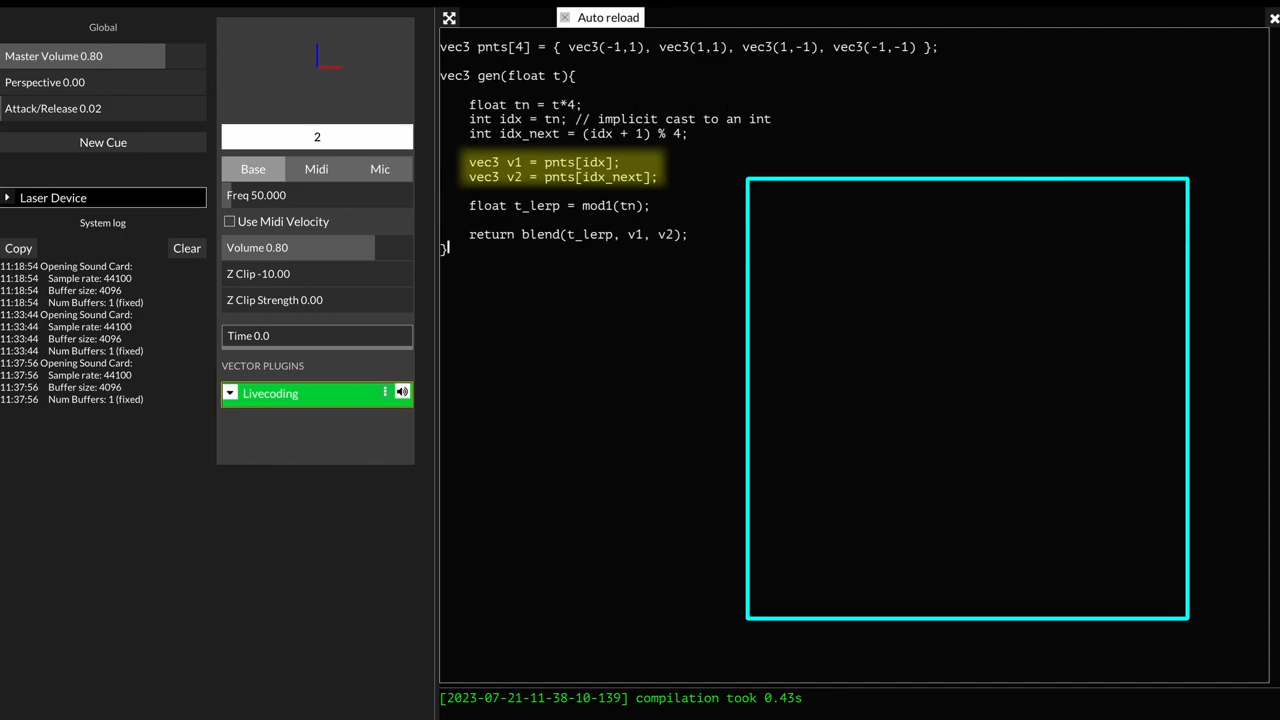 Global
Master Volume 0.80
Perspective 0.00
Attack/Release 0.02
New Cue
Laser Device
System log
Copy
Clear
11:18:54 Opening Sound Card:
11:18:54 Sample rate: 44100
11:18:54 Buffer size: 4096
11:18:54 Num Buffers: 1 (fixed)
11:33:44 Opening Sound Card:
11:33:44 Sample rate: 44100
11:33:44 Buffer size: 4096
11:33:44 Num Buffers: 1 (fixed)
11:37:56 Opening Sound Card:
11:37:56 Sample rate: 44100
11:37:56 Buffer size: 4096
11:37:56 Num Buffers: 1 (fixed)
2
Base Midi Mic
Freq 50.000
Use Midi Velocity
Volume 0.80
Z Clip -10.00
Z Clip Strength 0.00
Time 0.0
VECTOR PLUGINS
Livecoding
Auto reload
vec3 pnts[4] = { vec3(-1,1), vec3(1,1), vec3(1,-1), vec3(-1,-1) };
vec3 gen(float t){
float tn = t*4;
int idx = tn; // implicit cast to an int
int idx_next = (idx + 1) % 4;
vec3 v1 = pnts[idx];
vec3 v2 = pnts[idx_next];
float t_lerp = mod1(tn);
return blend(t_lerp, v1, v2);
}
[2023-07-21-11-38-10-139] compilation took 0.43s